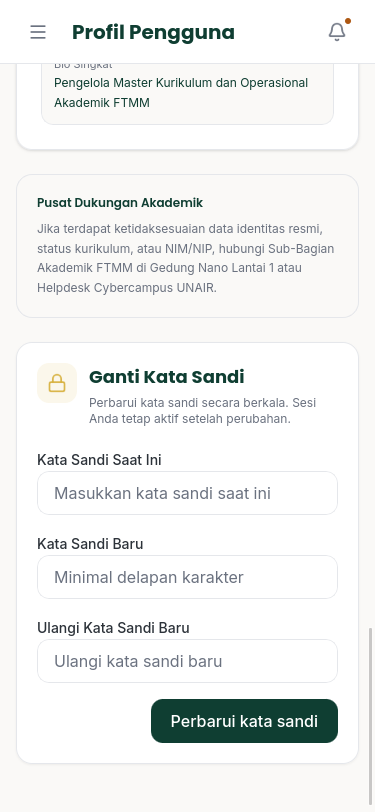 Profil Pengguna
Bio Singkat
Pengelola Master Kurikulum dan Operasional
Akademik FTMM
Pusat Dukungan Akademik
Jika terdapat ketidaksesuaian data identitas resmi,
status kurikulum, atau NIM/NIP, hubungi Sub-Bagian
Akademik FTMM di Gedung Nano Lantai 1 atau
Helpdesk Cybercampus UNAIR.
Ganti Kata Sandi
Perbarui kata sandi secara berkala. Sesi
Anda tetap aktif setelah perubahan.
Kata Sandi Saat Ini
Masukkan kata sandi saat ini
Kata Sandi Baru
Minimal delapan karakter
Ulangi Kata Sandi Baru
Ulangi kata sandi baru
Perbarui kata sandi